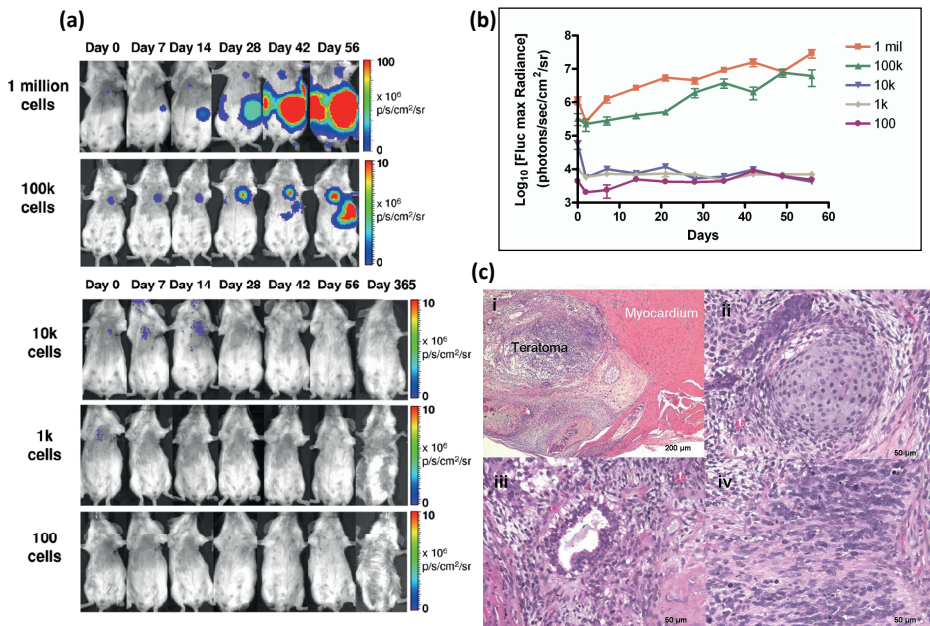 (a)
Day 0 Day 7 Day 14 Day 28 Day 42 Day 56
1 million
cells
100
x 10⁶
p/s/cm²/sr
0
100k
cells
10
x 10⁶
p/s/cm²/sr
0
Day 0 Day 7 Day 14 Day 28 Day 42 Day 56 Day 365
10k
cells
10
x 10⁶
p/s/cm²/sr
0
1k
cells
10
x 10⁶
p/s/cm²/sr
0
100
cells
10
x 10⁶
p/s/cm²/sr
0
(b)
Log₁₀ [Fluc max Radiance]
(photons/sec/cm²/sr)
8
7
6
5
4
3
0 10 20 30 40 50 60
Days
1 mil
100k
10k
1k
100
(c)
i
Myocardium
Teratoma
200 µm
ii
50 µm
iii
50 µm
iv
50 µm